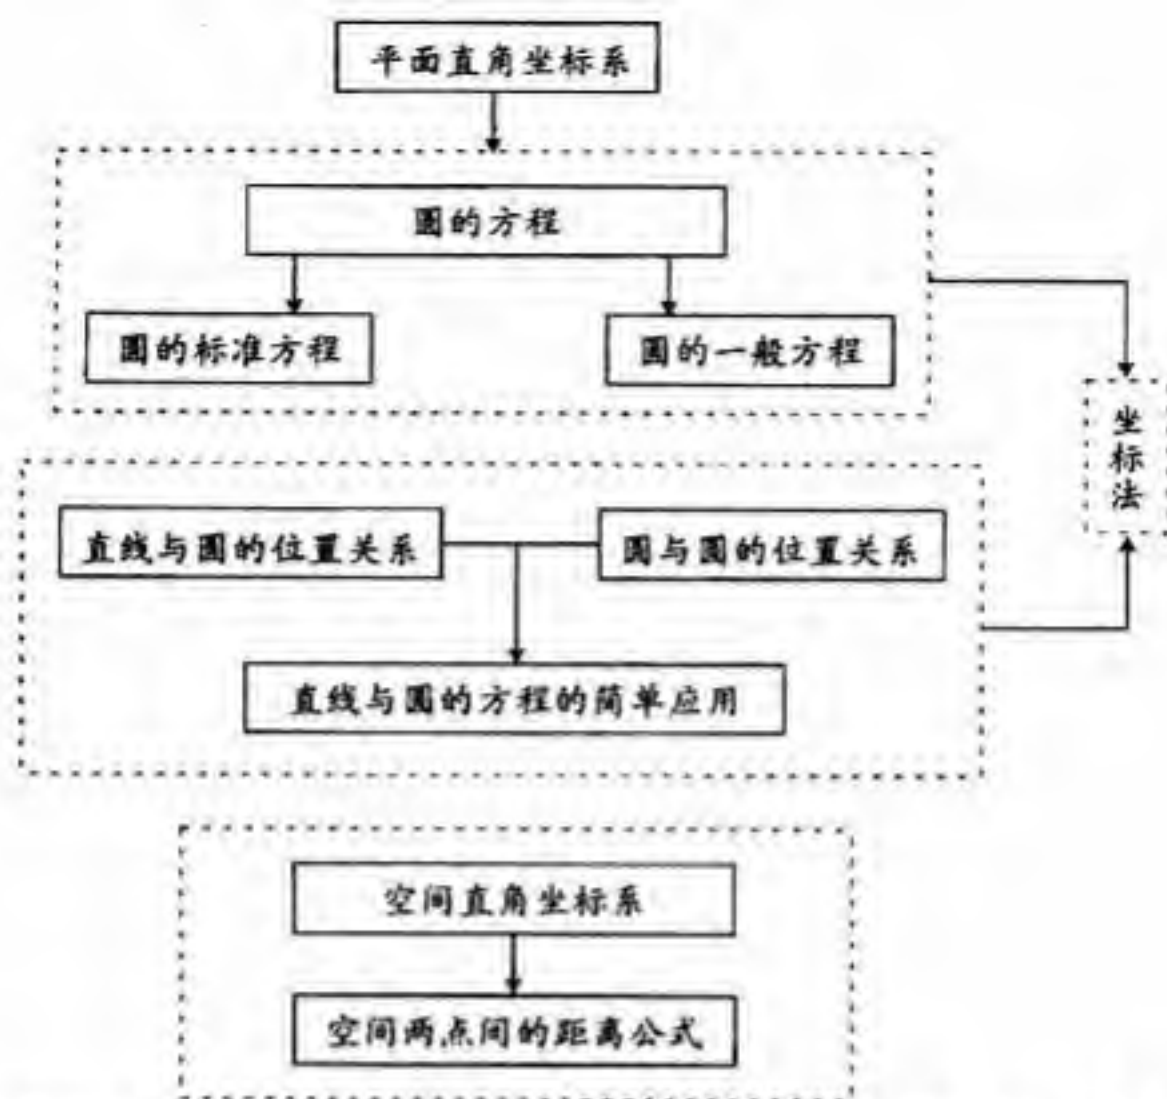 平面直角坐标系
圆的方程
圆的标准方程
圆的一般方程
坐标法
直线与圆的位置关系
圆与圆的位置关系
直线与圆的方程的简单应用
空间直角坐标系
空间两点间的距离公式